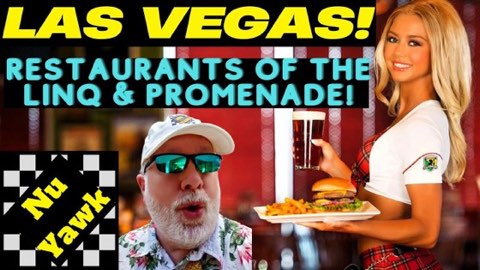 LAS VEGAS!
RESTAURANTS OF THE
LINQ & PROMENADE!
Nu
Yawk